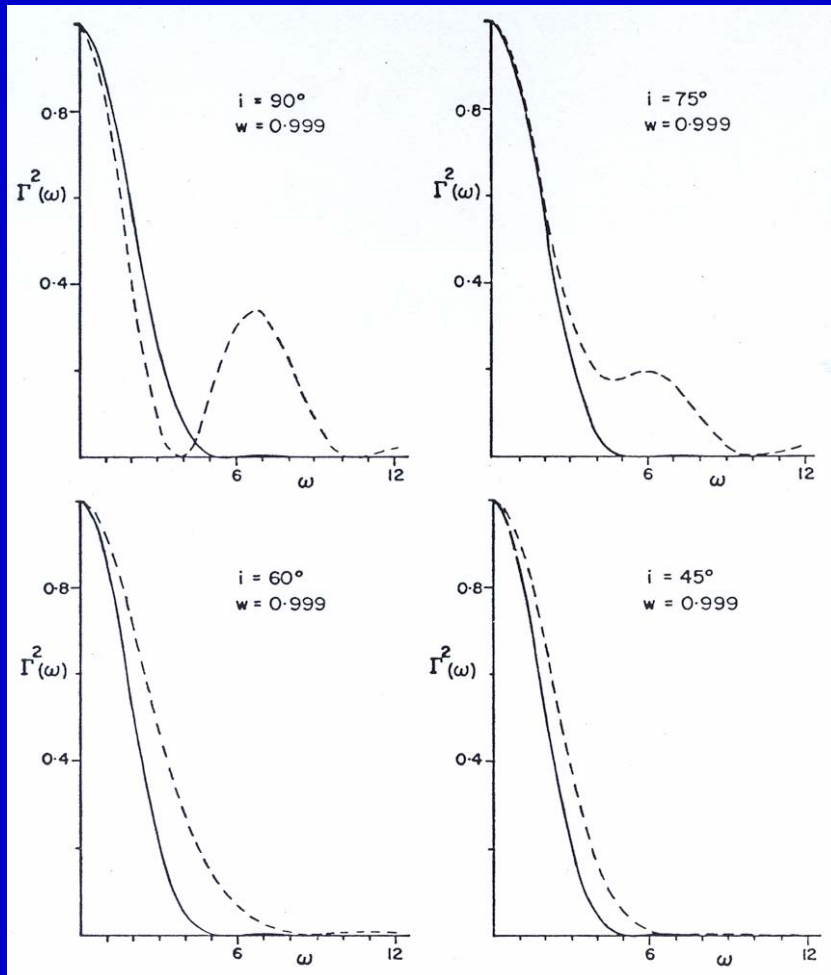 i = 90°
w = 0·999
0·8
Γ²(ω)
0·4
6
12
ω
i = 75°
w = 0·999
0·8
Γ²(ω)
0·4
6
12
ω
i = 60°
w = 0·999
0·8
Γ²(ω)
0·4
6
12
ω
i = 45°
w = 0·999
0·8
Γ²(ω)
0·4
6
12
ω